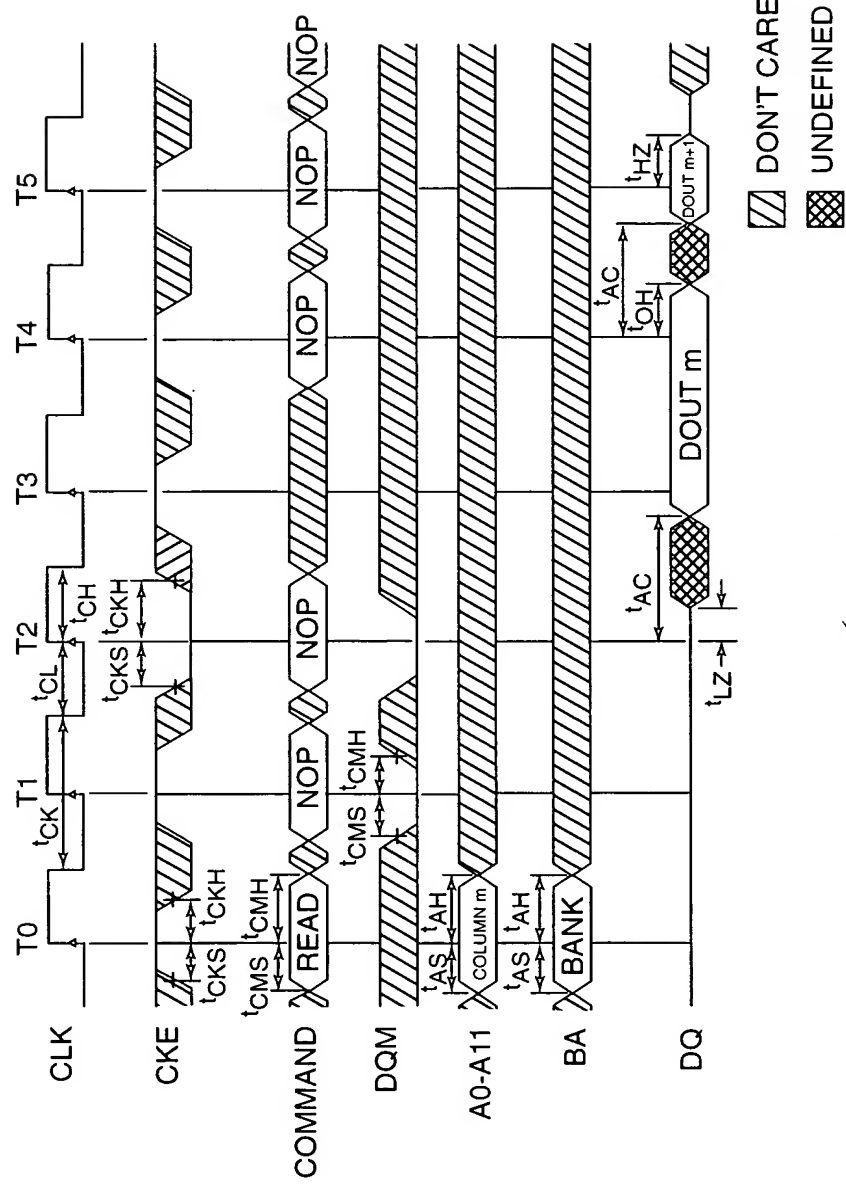 T0 T1 T2 T3 T4 T5
CLK
tCK tCL tCH
CKE
tCKS tCKH tCKS tCKH
tCMS tCMH
COMMAND
READ NOP NOP NOP NOP NOP
DQM
tCMS tCMH
tAS tAH
A0-A11
COLUMN m
tAS tAH
BA
BANK
DQ
tLZ tAC tAC tOH tHZ
DOUT m DOUT m+1
DON'T CARE
UNDEFINED